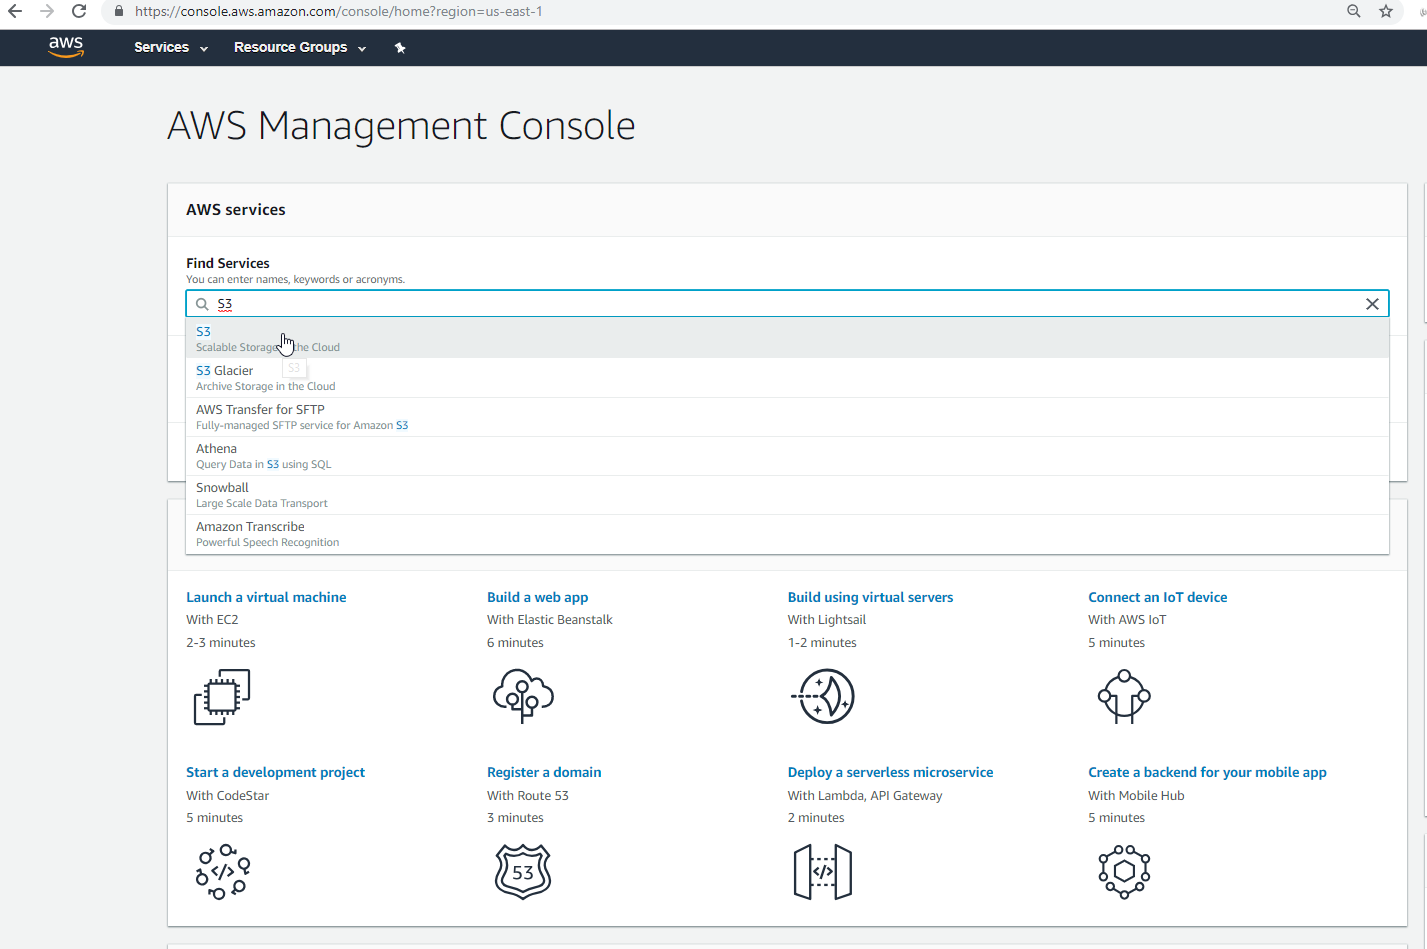 https://console.aws.amazon.com/console/home?region=us-east-1
aws Services Resource Groups
AWS Management Console
AWS services
Find Services
You can enter names, keywords or acronyms.
S3
S3
Scalable Storage the Cloud
S3
S3 Glacier
Archive Storage in the Cloud
AWS Transfer for SFTP
Fully-managed SFTP service for Amazon S3
Athena
Query Data in S3 using SQL
Snowball
Large Scale Data Transport
Amazon Transcribe
Powerful Speech Recognition
Launch a virtual machine
With EC2
2-3 minutes
Build a web app
With Elastic Beanstalk
6 minutes
Build using virtual servers
With Lightsail
1-2 minutes
Connect an IoT device
With AWS IoT
5 minutes
Start a development project
With CodeStar
5 minutes
</>
Register a domain
With Route 53
3 minutes
53
Deploy a serverless microservice
With Lambda, API Gateway
2 minutes
</>
Create a backend for your mobile app
With Mobile Hub
5 minutes